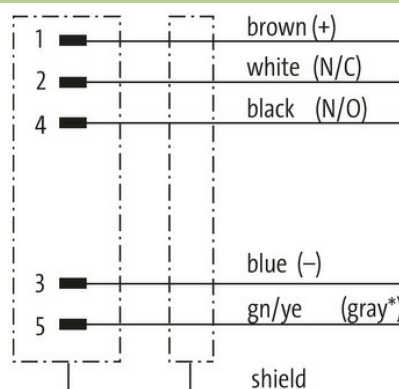 1 brown (+)
2 white (N/C)
4 black (N/O)
3 blue (–)
5 gn/ye (gray*)
shield